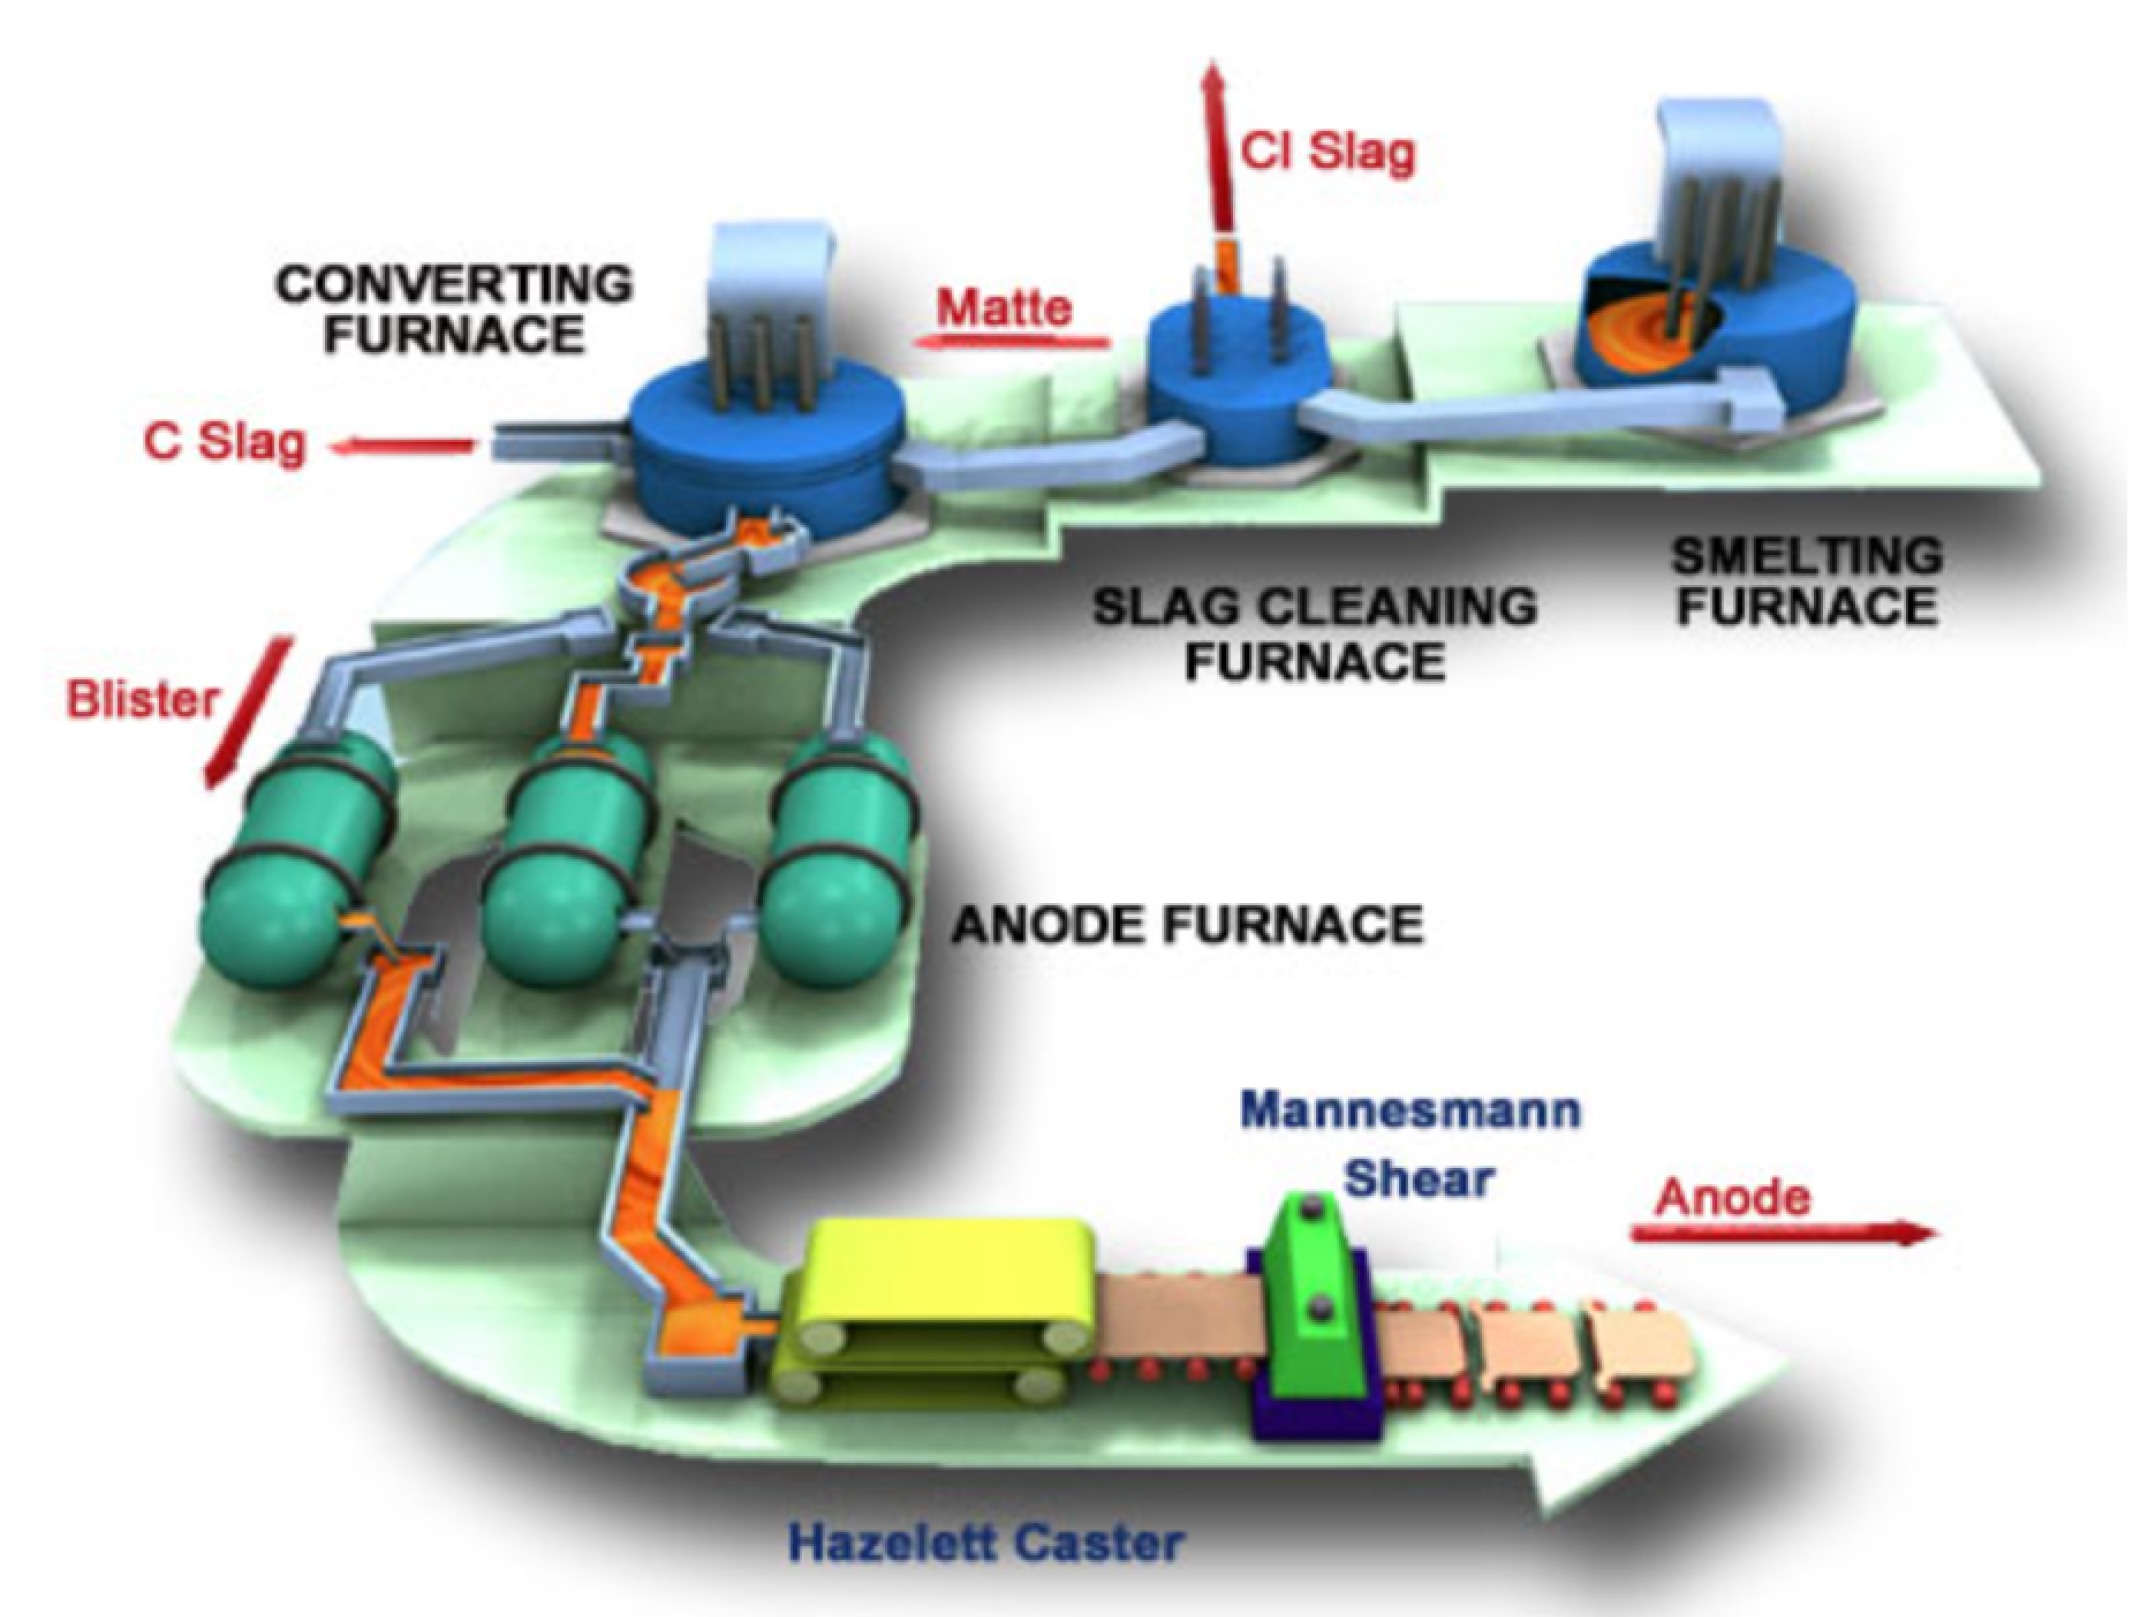 Cl Slag
CONVERTING
FURNACE
Matte
C Slag
SMELTING
FURNACE
SLAG CLEANING
FURNACE
Blister
ANODE FURNACE
Mannesmann
Shear
Anode
Hazelett Caster